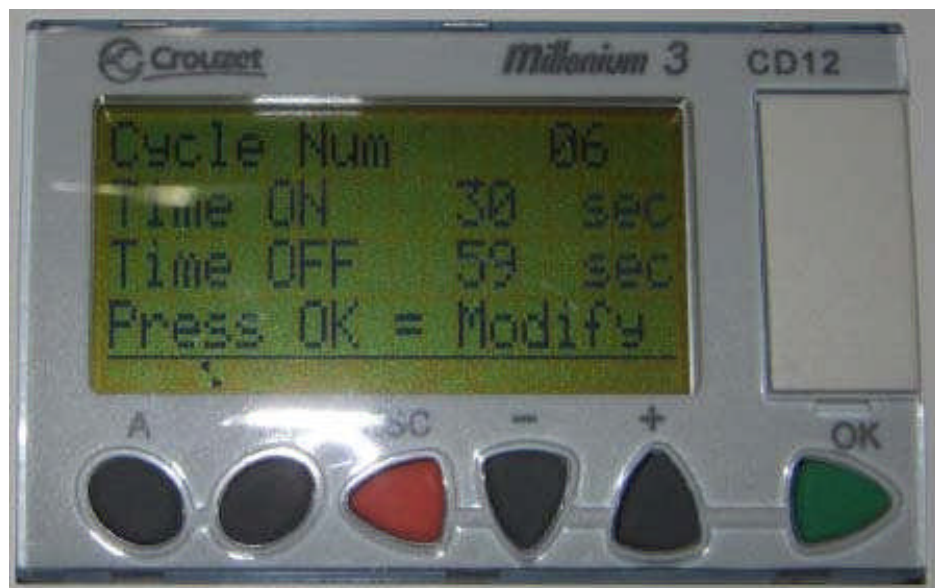 Crouzet Millenium 3 CD12
Cycle Num 06
Time ON 30 sec
Time OFF 59 sec
Press OK = Modify
A SC - + OK